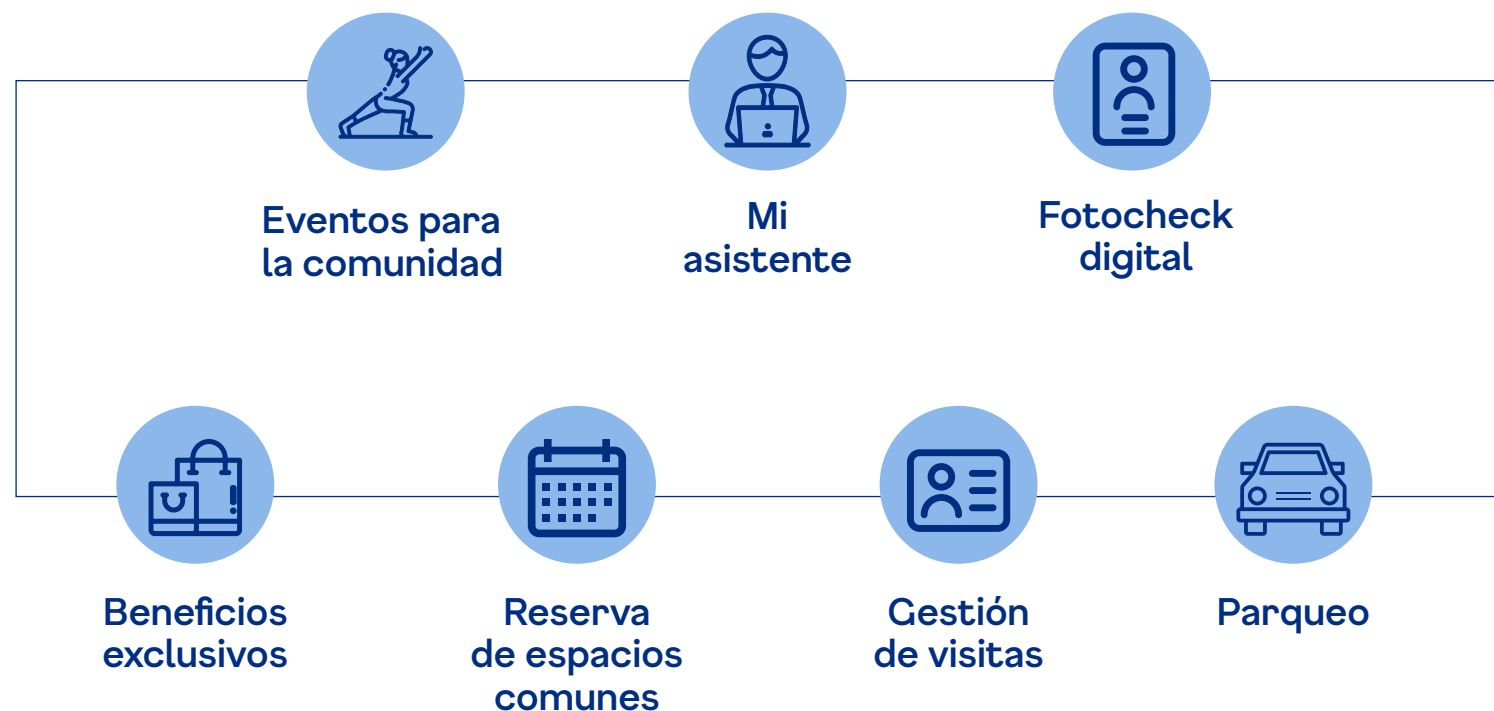 Eventos para
la comunidad
Mi
asistente
Fotocheck
digital
Beneficios
exclusivos
Reserva
de espacios
comunes
Gestión
de visitas
Parqueo